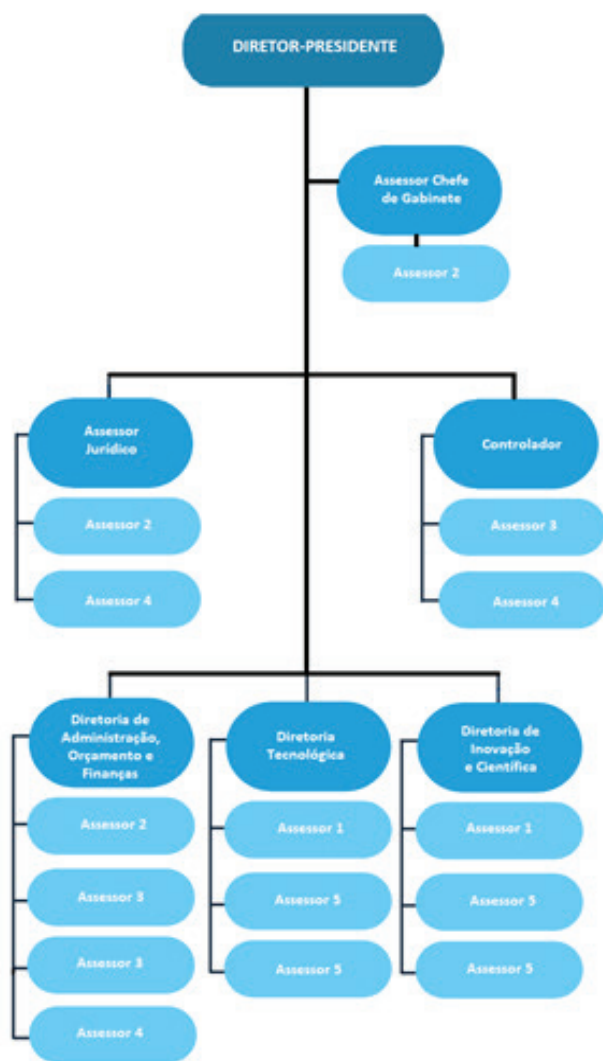 DIRETOR-PRESIDENTE
Assessor Chefe
de Gabinete
Assessor 2
Assessor
Jurídico
Assessor 2
Assessor 4
Controlador
Assessor 3
Assessor 4
Diretoria de
Administração,
Orçamento e
Finanças
Assessor 2
Assessor 3
Assessor 3
Assessor 4
Diretoria
Tecnológica
Assessor 1
Assessor 5
Assessor 5
Diretoria de
Inovação
e Científica
Assessor 1
Assessor 5
Assessor 5